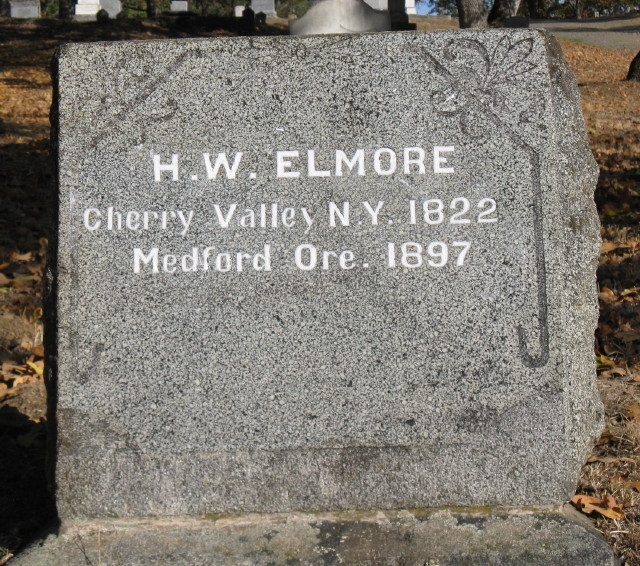 H. W. ELMORE
Cherry Valley N.Y. 1822
Medford Ore. 1897